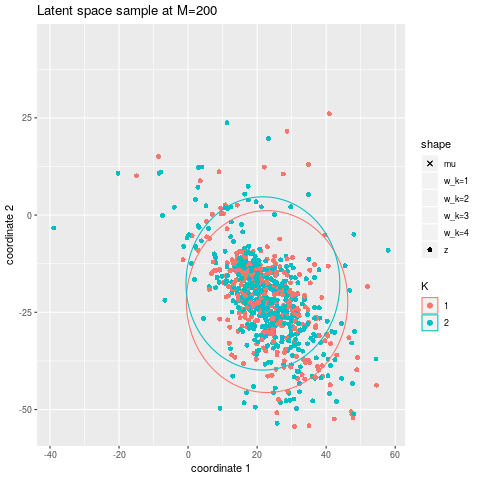 Latent space sample at M=200
coordinate 2
25
0
-25
-50
-40
-20
0
20
40
60
coordinate 1
shape
mu
w_k=1
w_k=2
w_k=3
w_k=4
z
K
1
2